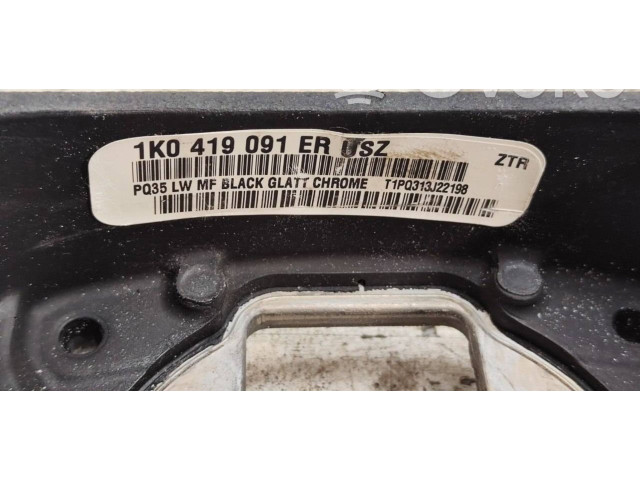 1K0 419 091 ER USZ
ZTR
PQ35 LW MF BLACK GLATT CHROME T1PQ313J22198